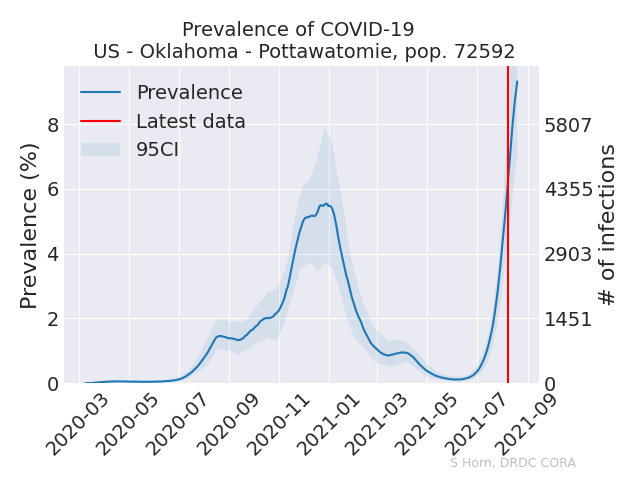 Prevalence of COVID-19
US - Oklahoma - Pottawatomie, pop. 72592
Prevalence
Latest data
95CI
Prevalence (%)
8
6
4
2
0
5807
4355
2903
1451
0
# of infections
2020-03
2020-05
2020-07
2020-09
2020-11
2021-01
2021-03
2021-05
2021-07
2021-09
S Horn, DRDC CORA